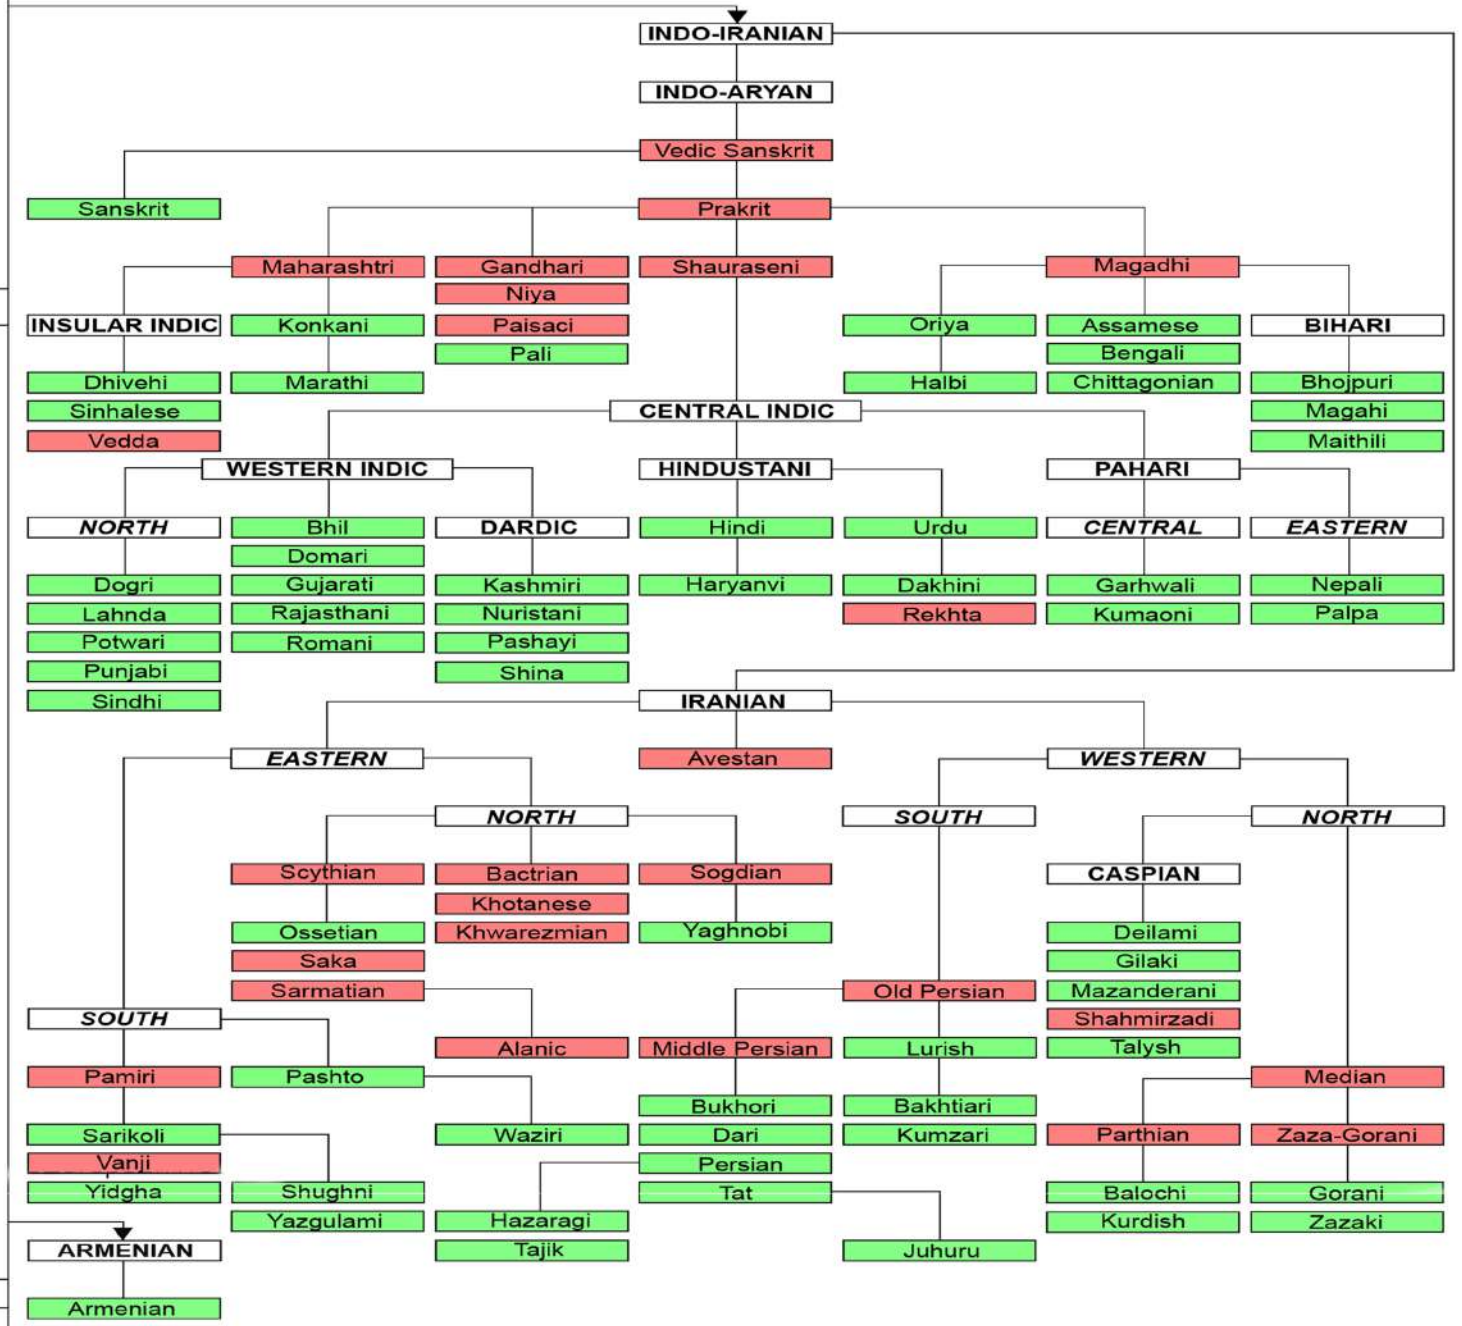 INDO-IRANIAN
INDO-ARYAN
Vedic Sanskrit
Sanskrit
Prakrit
Maharashtri
Gandhari
Shauraseni
Magadhi
Niya
INSULAR INDIC
Konkani
Paisaci
Oriya
Assamese
BIHARI
Pali
Bengali
Dhivehi
Marathi
Halbi
Chittagonian
Bhojpuri
Sinhalese
CENTRAL INDIC
Magahi
Vedda
Maithili
WESTERN INDIC
HINDUSTANI
PAHARI
NORTH
Bhil
DARDIC
Hindi
Urdu
CENTRAL
EASTERN
Domari
Dogri
Gujarati
Kashmiri
Haryanvi
Dakhini
Garhwali
Nepali
Lahnda
Rajasthani
Nuristani
Rekhta
Kumaoni
Palpa
Potwari
Romani
Pashayi
Punjabi
Shina
Sindhi
IRANIAN
EASTERN
Avestan
WESTERN
NORTH
SOUTH
NORTH
Scythian
Bactrian
Sogdian
CASPIAN
Khotanese
Ossetian
Khwarezmian
Yaghnobi
Deilami
Saka
Gilaki
Sarmatian
Old Persian
Mazanderani
SOUTH
Shahmirzadi
Alanic
Middle Persian
Lurish
Talysh
Pamiri
Pashto
Median
Bukhori
Bakhtiari
Sarikoli
Waziri
Dari
Kumzari
Parthian
Zaza-Gorani
Vanji
Persian
Yidgha
Shughni
Tat
Balochi
Gorani
Yazgulami
Hazaragi
Kurdish
Zazaki
ARMENIAN
Tajik
Juhuru
Armenian